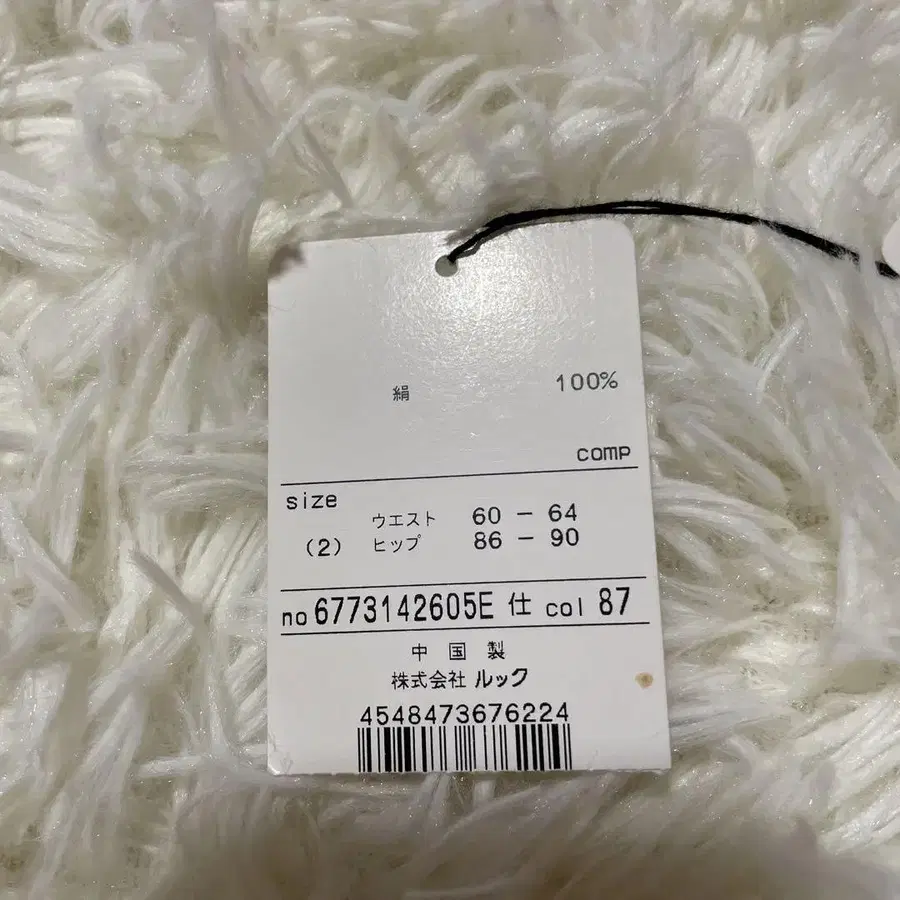 絹 100%
comp
size
ウエスト 60 - 64
(2) ヒップ 86 - 90
no 6773142605E 仕 col 87
中国製
株式会社 ルック
4548473676224